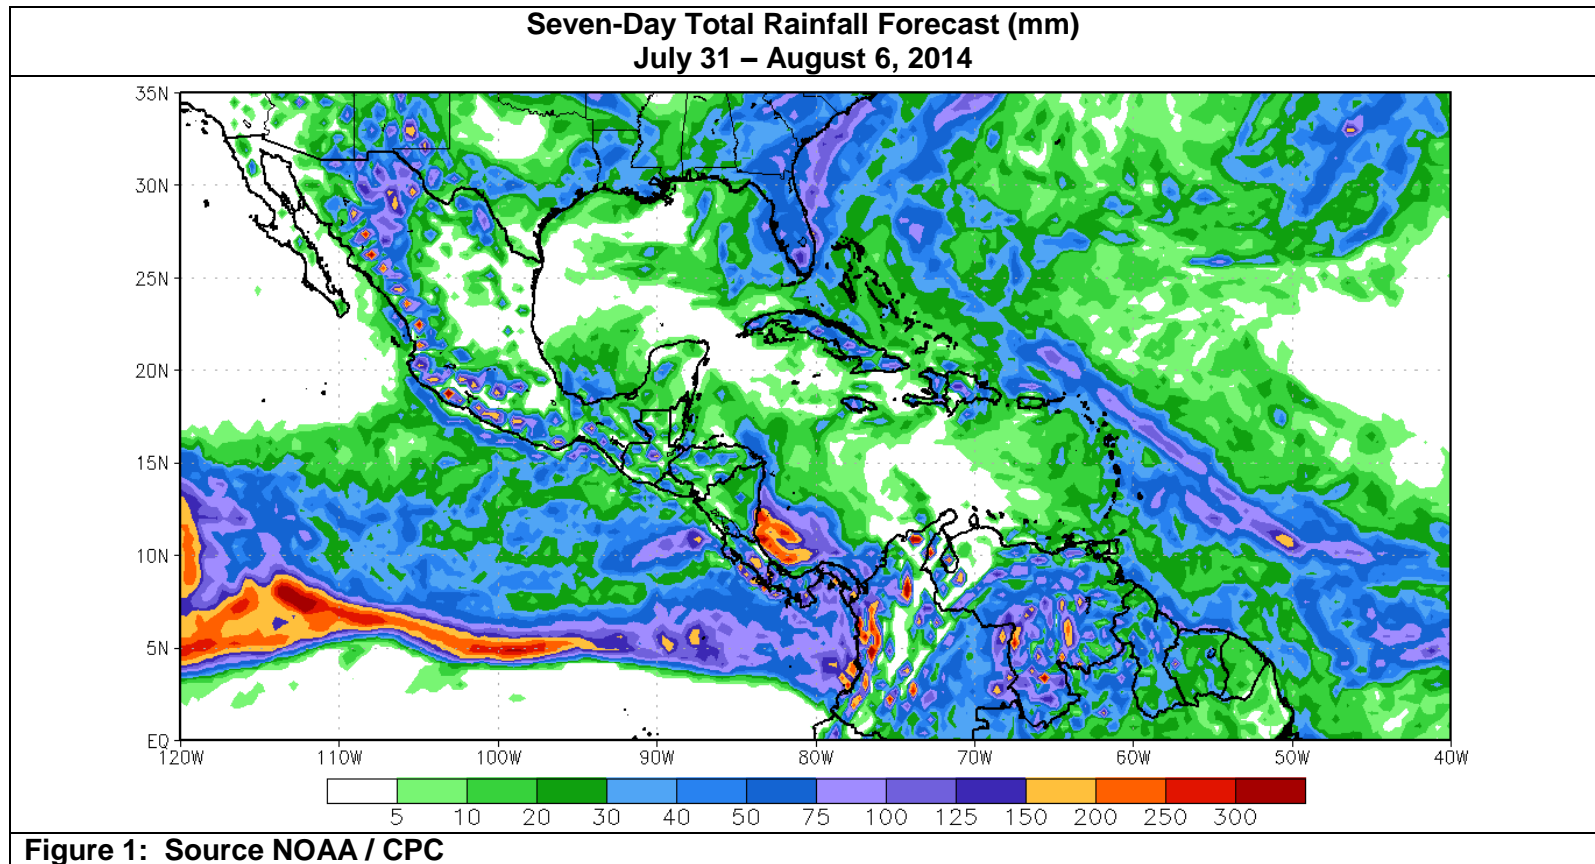 Seven-Day Total Rainfall Forecast (mm)
July 31 – August 6, 2014
35N
30N
25N
20N
15N
10N
5N
EQ
120W 110W 100W 90W 80W 70W 60W 50W 40W
5 10 20 30 40 50 75 100 125 150 200 250 300
Figure 1: Source NOAA / CPC